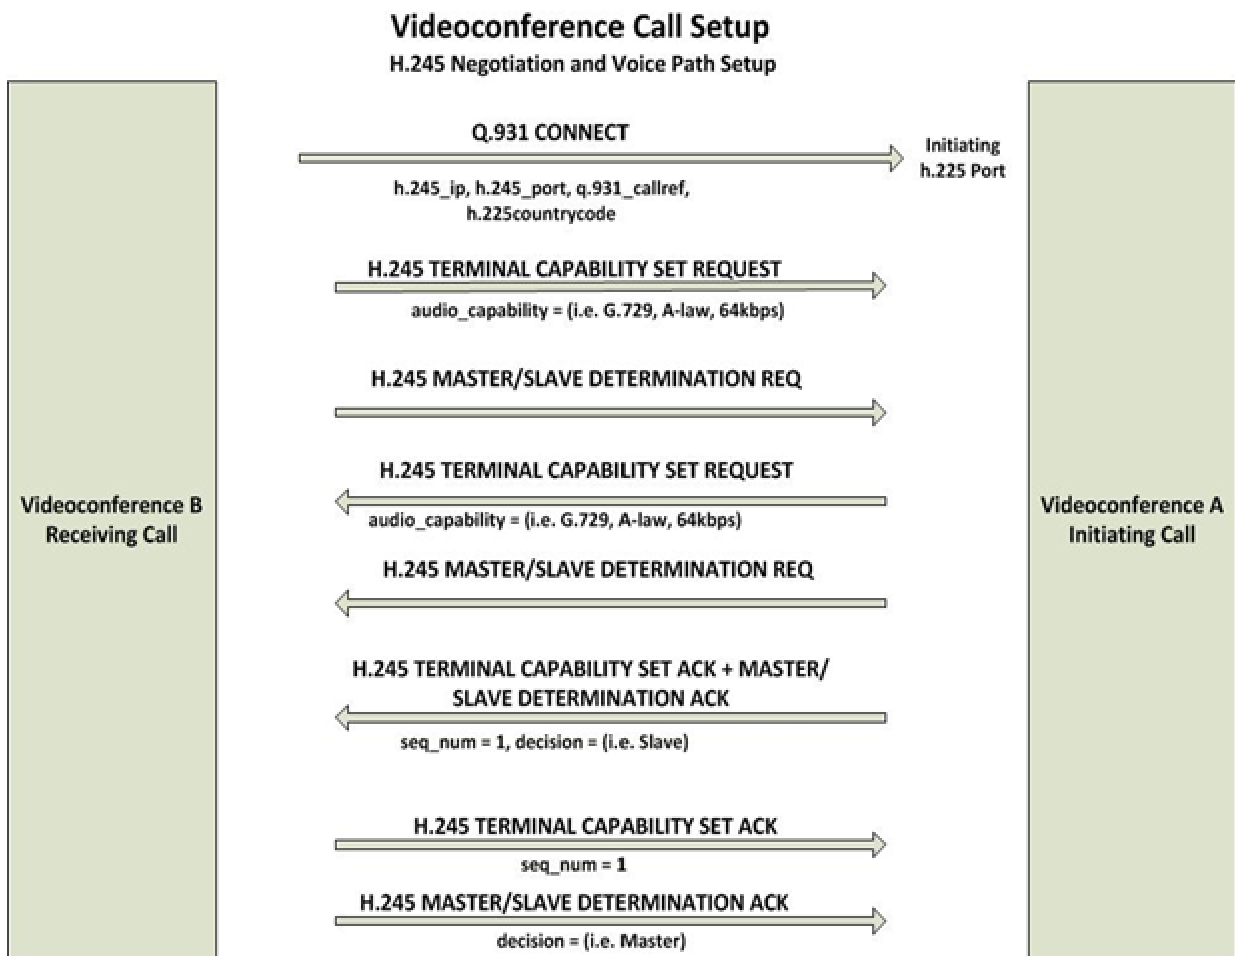 Videoconference Call Setup
H.245 Negotiation and Voice Path Setup
Q.931 CONNECT
Initiating
h.225 Port
h.245_ip, h.245_port, q.931_callref,
h.225countrycode
H.245 TERMINAL CAPABILITY SET REQUEST
audio_capability = (i.e. G.729, A-law, 64kbps)
H.245 MASTER/SLAVE DETERMINATION REQ
H.245 TERMINAL CAPABILITY SET REQUEST
audio_capability = (i.e. G.729, A-law, 64kbps)
Videoconference B
Receiving Call
Videoconference A
Initiating Call
H.245 MASTER/SLAVE DETERMINATION REQ
H.245 TERMINAL CAPABILITY SET ACK + MASTER/
SLAVE DETERMINATION ACK
seq_num = 1, decision = (i.e. Slave)
H.245 TERMINAL CAPABILITY SET ACK
seq_num = 1
H.245 MASTER/SLAVE DETERMINATION ACK
decision = (i.e. Master)